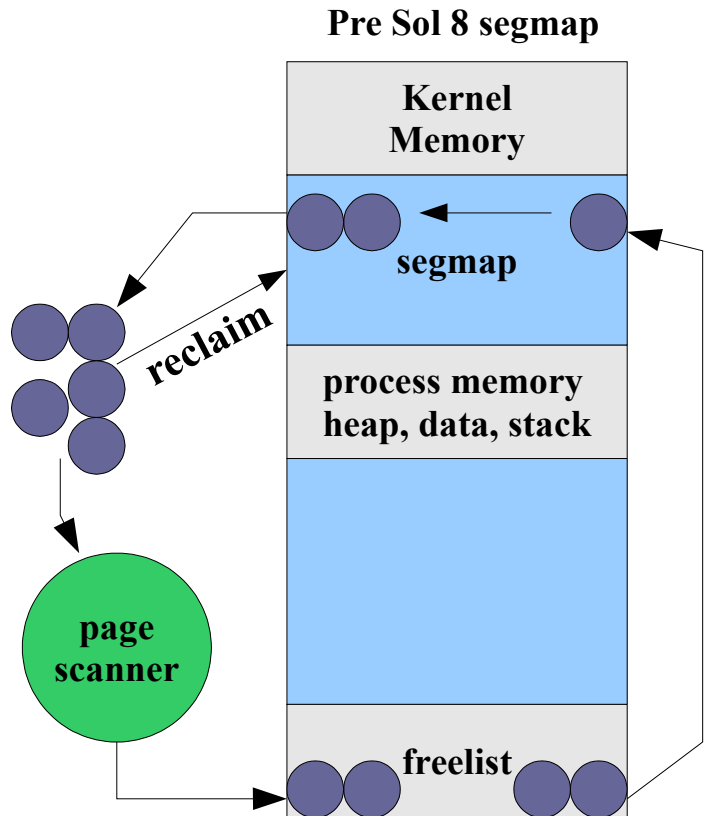 Pre Sol 8 segmap
Kernel
Memory
segmap
reclaim
process memory
heap, data, stack
page
scanner
freelist